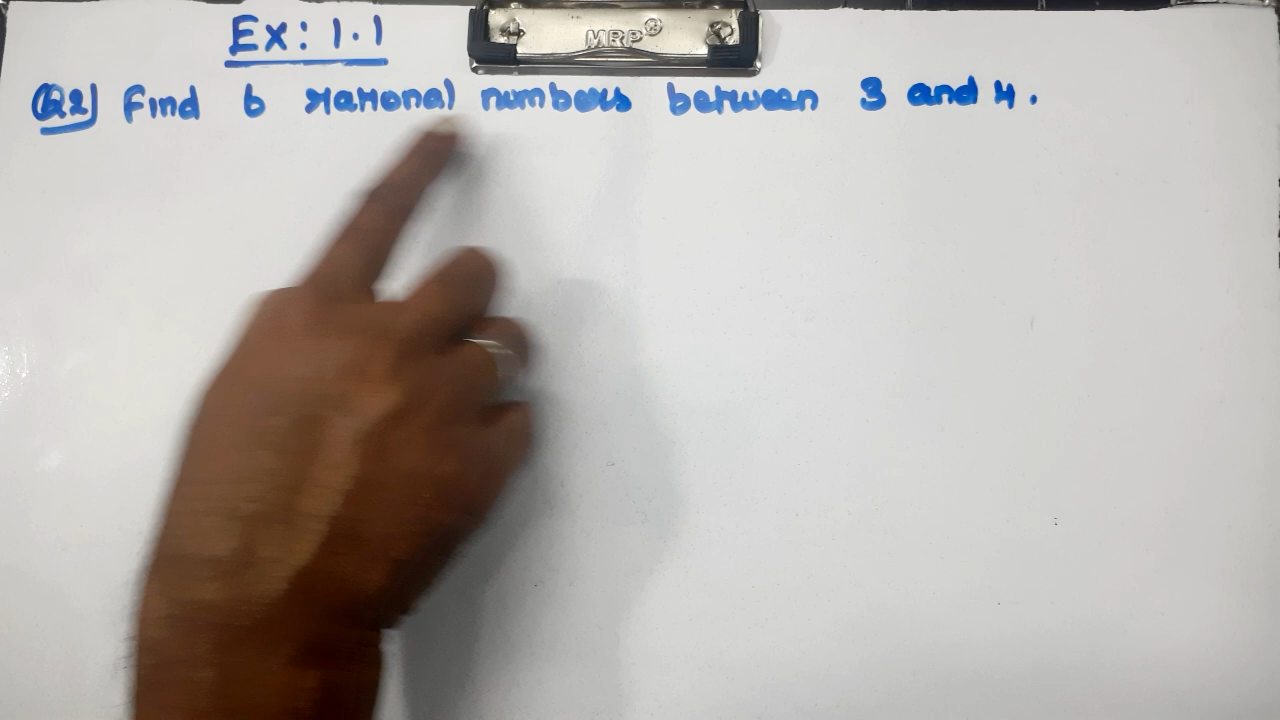 Ex: 1.1
MRP®
Q2) Find 6 rational numbers between 3 and 4.